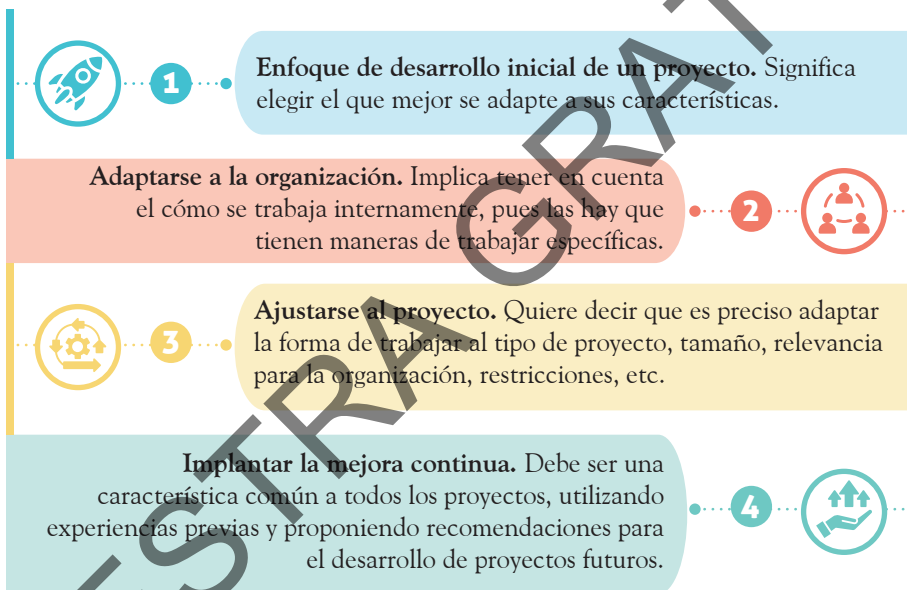 1
Enfoque de desarrollo inicial de un proyecto. Significa
elegir el que mejor se adapte a sus características.
Adaptarse a la organización. Implica tener en cuenta
el cómo se trabaja internamente, pues las hay que
tienen maneras de trabajar específicas.
2
3
Ajustarse al proyecto. Quiere decir que es preciso adaptar
la forma de trabajar al tipo de proyecto, tamaño, relevancia
para la organización, restricciones, etc.
Implantar la mejora continua. Debe ser una
característica común a todos los proyectos, utilizando
experiencias previas y proponiendo recomendaciones para
el desarrollo de proyectos futuros.
4
ESTRA GRAT